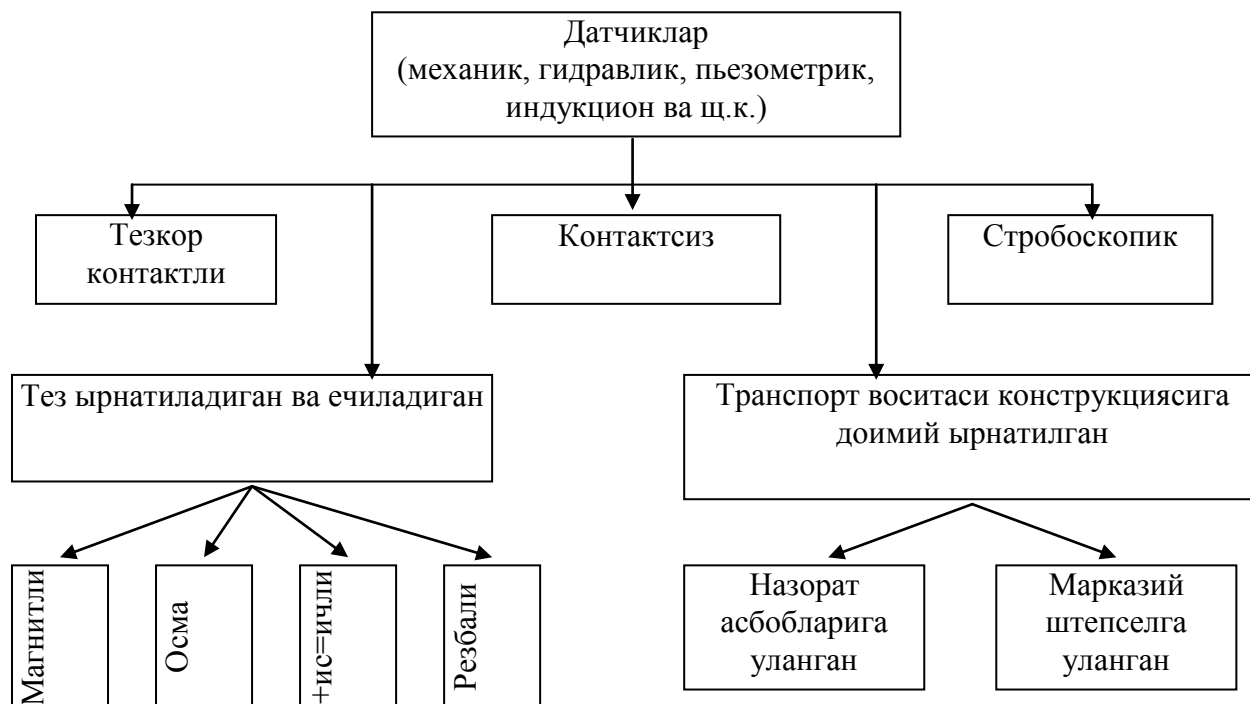 Датчиклар
(механик, гидравлик, пьезометрик,
индукцион ва щ.к.)
Тезкор
контактли
Контактсиз
Стробоскопик
Тез ырнатиладиган ва ечиладиган
Транспорт воситаси конструкциясига
доимий ырнатилган
Магнитли
Осма
+ис=ичли
Резбали
Назорат
асбобларига
уланган
Марказий
штепселга
уланган